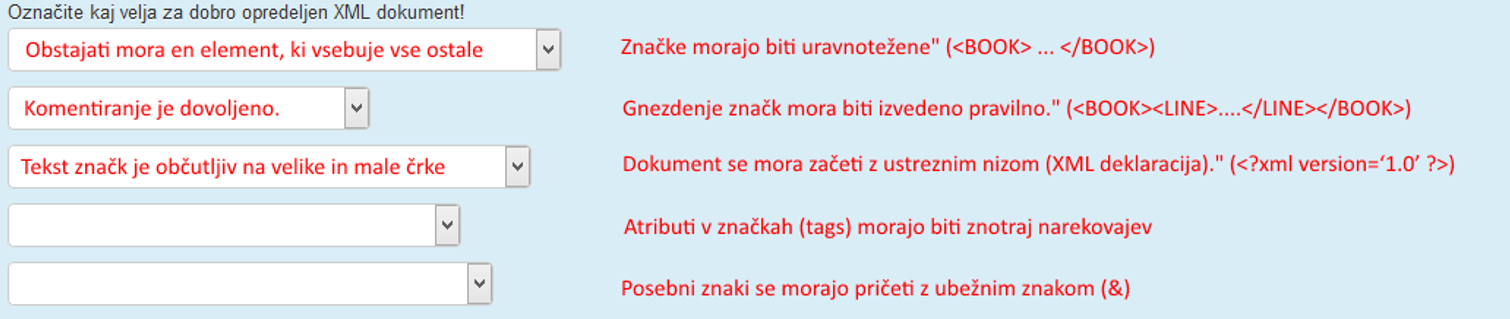 Označite kaj velja za dobro opredeljen XML dokument!
Obstajati mora en element, ki vsebuje vse ostale
Značke morajo biti uravnotežene" (<BOOK> ... </BOOK>)
Komentiranje je dovoljeno.
Gnezdenje značk mora biti izvedeno pravilno." (<BOOK><LINE>....</LINE></BOOK>)
Tekst značk je občutljiv na velike in male črke
Dokument se mora začeti z ustreznim nizom (XML deklaracija)." (<?xml version=‘1.0’ ?>)
Atributi v značkah (tags) morajo biti znotraj narekovajev
Posebni znaki se morajo pričeti z ubežnim znakom (&)